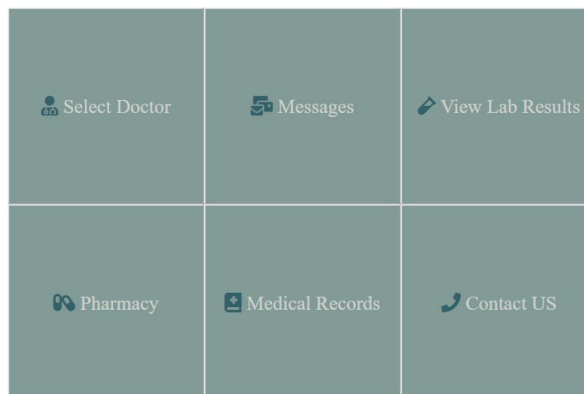 Select Doctor
Messages
View Lab Results
Pharmacy
Medical Records
Contact US